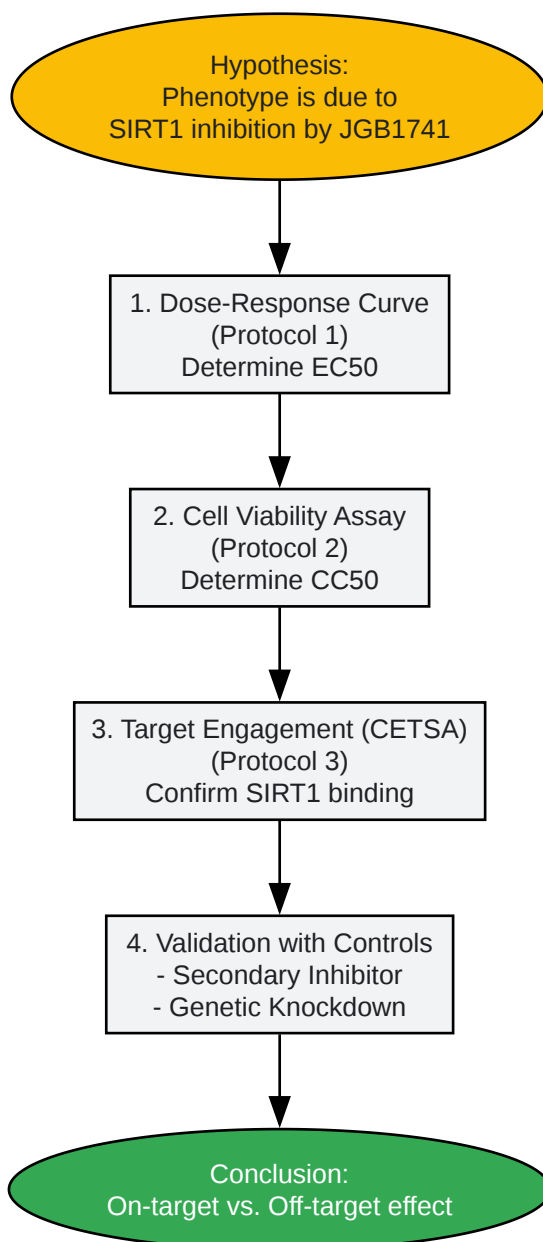 Hypothesis:
Phenotype is due to
SIRT1 inhibition by JGB1741
1. Dose-Response Curve
(Protocol 1)
Determine EC50
2. Cell Viability Assay
(Protocol 2)
Determine CC50
3. Target Engagement (CETSA)
(Protocol 3)
Confirm SIRT1 binding
4. Validation with Controls
- Secondary Inhibitor
- Genetic Knockdown
Conclusion:
On-target vs. Off-target effect